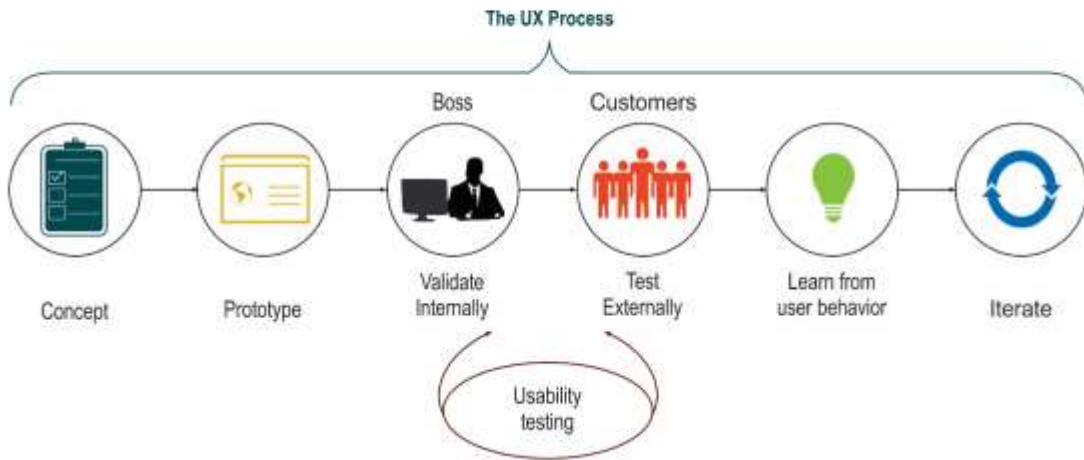 The UX Process
Boss
Customers
Concept
Prototype
Validate
Internally
Test
Externally
Learn from
user behavior
Iterate
Usability
testing